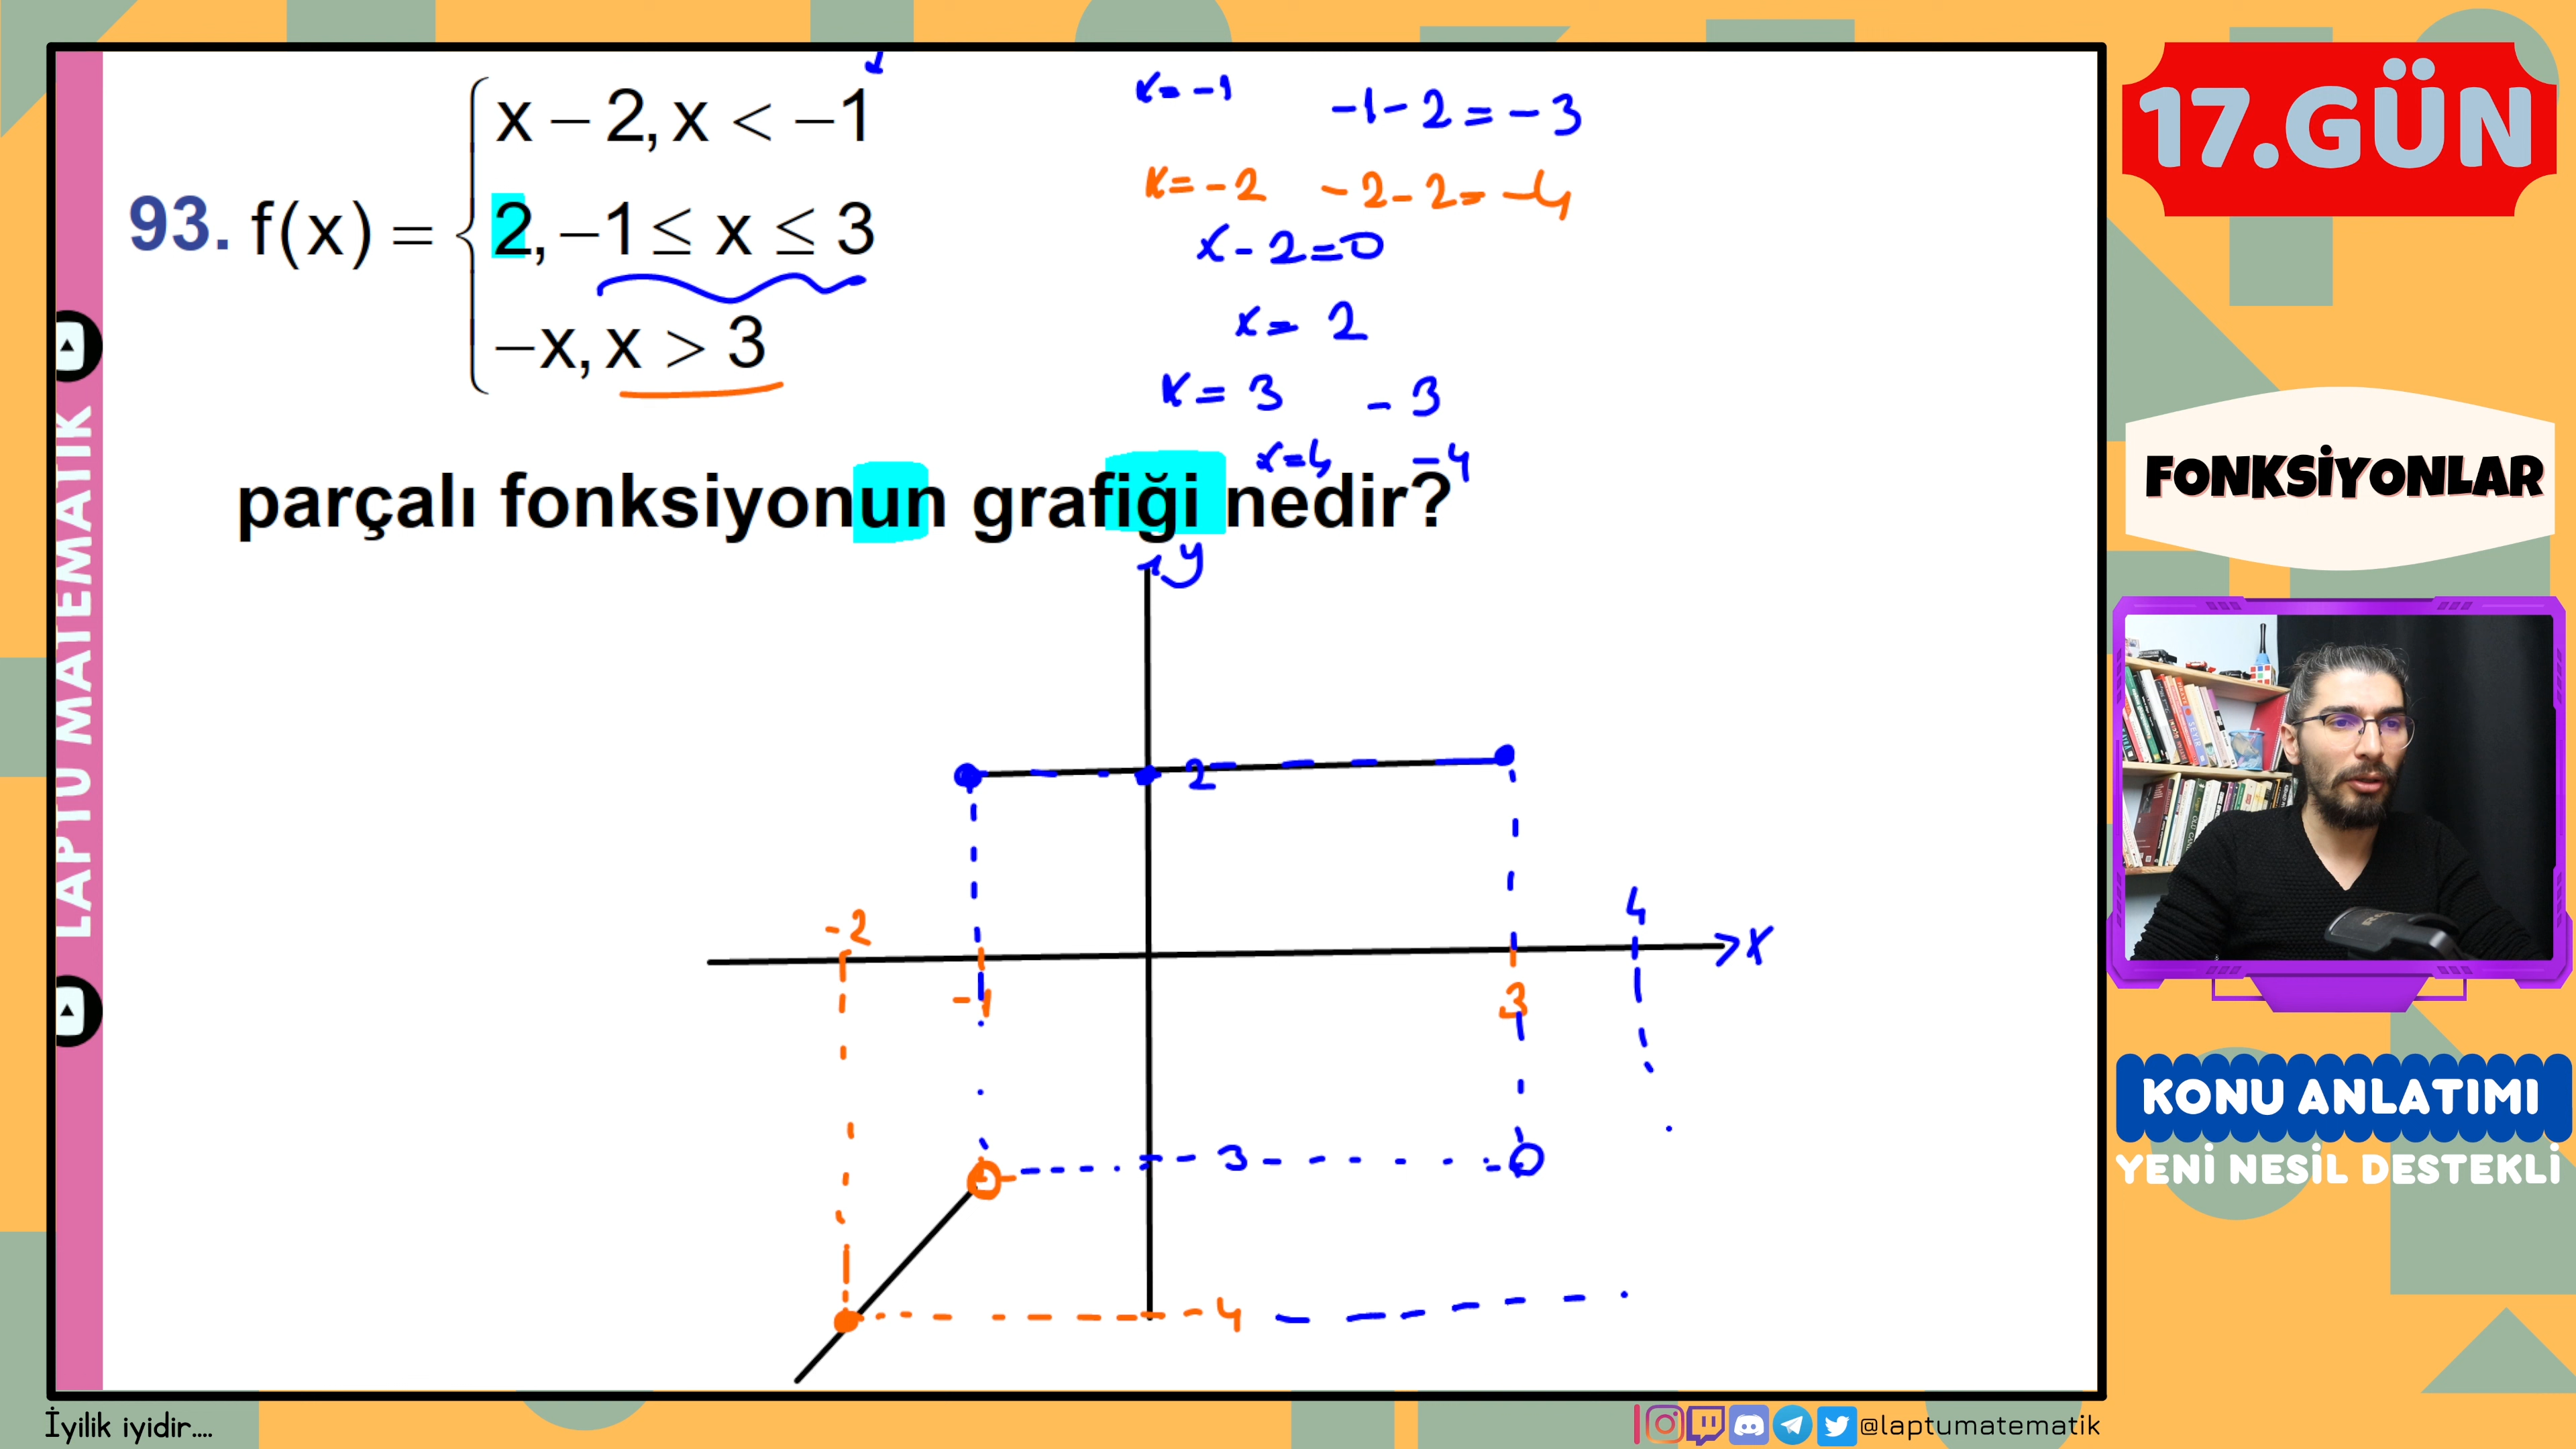 x − 2, x < −1
93. f(x) = { 2, −1 ≤ x ≤ 3
−x, x > 3
x = -1   -1 - 2 = -3
x = -2   -2 - 2 = -4
x - 2 = 0
x = 2
x = 3   -3
x = 4   -4
parçalı fonksiyonun grafiği nedir?
y
2
-2
4
x
-1
3
-3
-4
LAPTU MATEMATIK
17.GÜN
FONKSİYONLAR
KONU ANLATIMI
YENİ NESİL DESTEKLİ
İyilik iyidir....
@laptumatematik